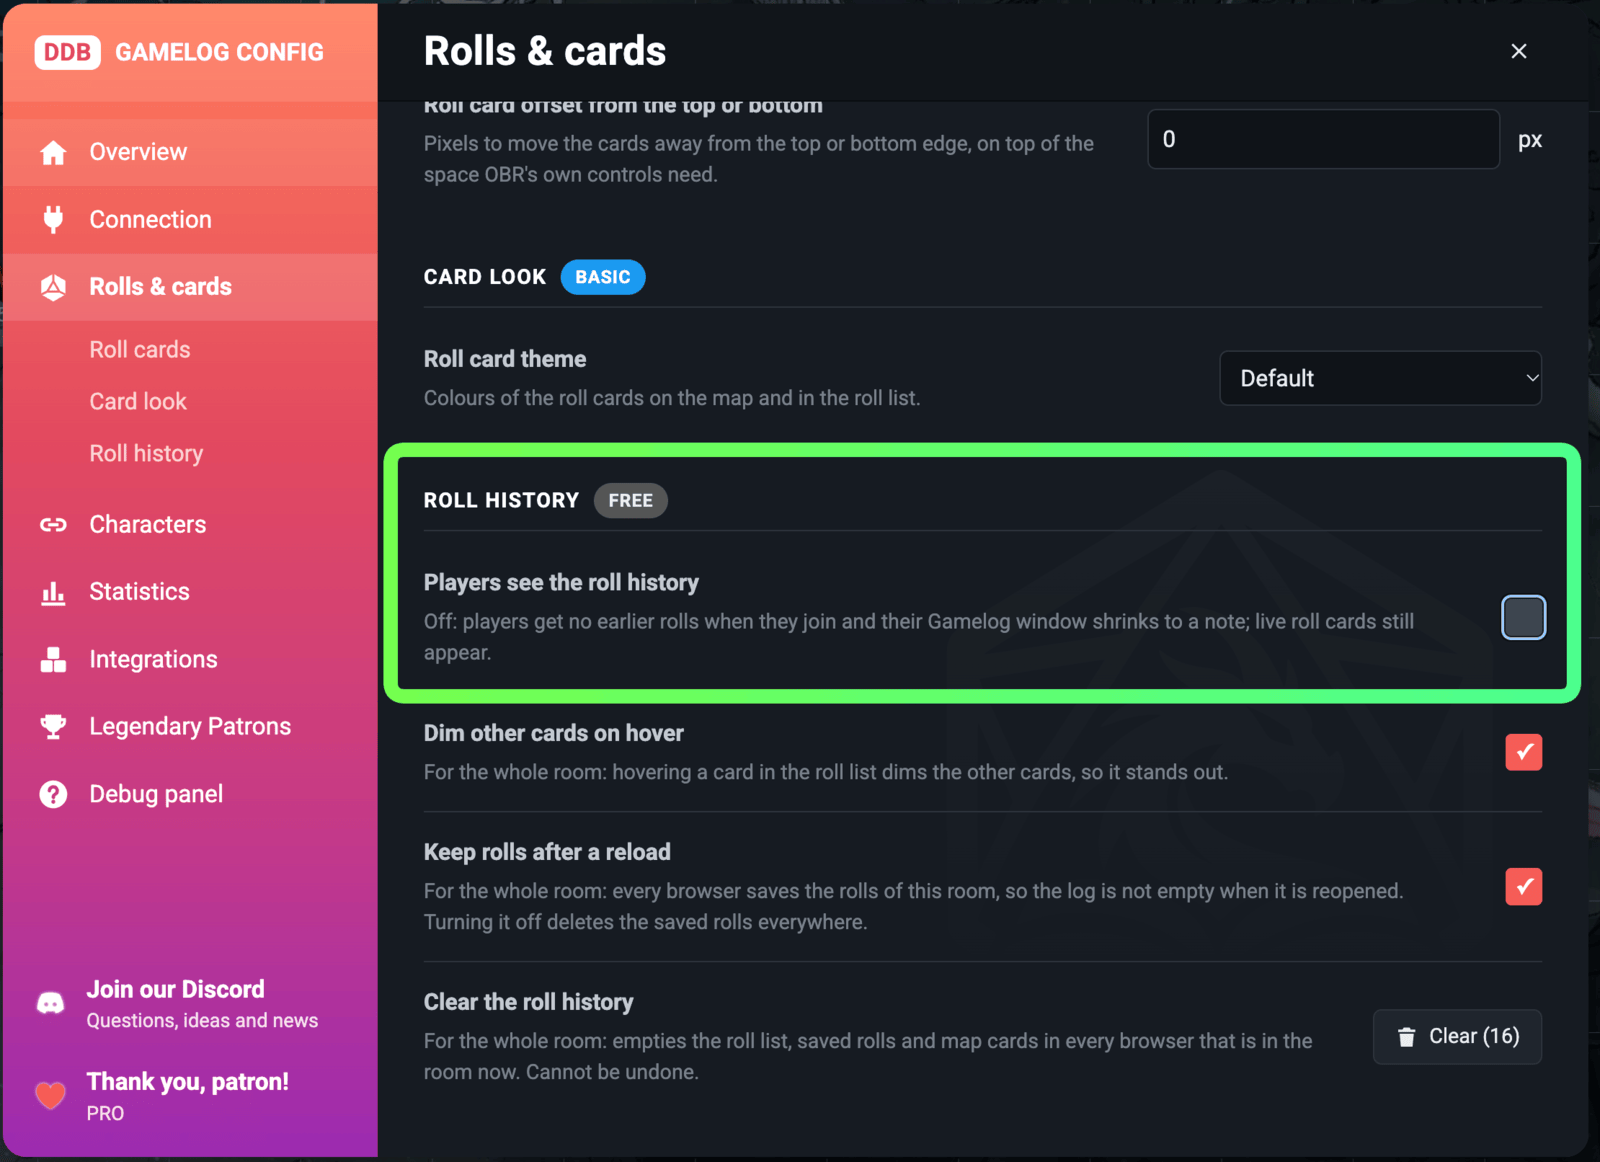 DDB GAMELOG CONFIG
Overview
Connection
Rolls & cards
Roll cards
Card look
Roll history
Characters
Statistics
Integrations
Legendary Patrons
Debug panel
Join our Discord
Questions, ideas and news
Thank you, patron!
PRO
Rolls & cards
Roll card offset from the top or bottom
Pixels to move the cards away from the top or bottom edge, on top of the
space OBR's own controls need.
0 px
CARD LOOK BASIC
Roll card theme
Colours of the roll cards on the map and in the roll list.
Default
ROLL HISTORY FREE
Players see the roll history
Off: players get no earlier rolls when they join and their Gamelog window shrinks to a note; live roll cards still
appear.
Dim other cards on hover
For the whole room: hovering a card in the roll list dims the other cards, so it stands out.
Keep rolls after a reload
For the whole room: every browser saves the rolls of this room, so the log is not empty when it is reopened.
Turning it off deletes the saved rolls everywhere.
Clear the roll history
For the whole room: empties the roll list, saved rolls and map cards in every browser that is in the
room now. Cannot be undone.
Clear (16)